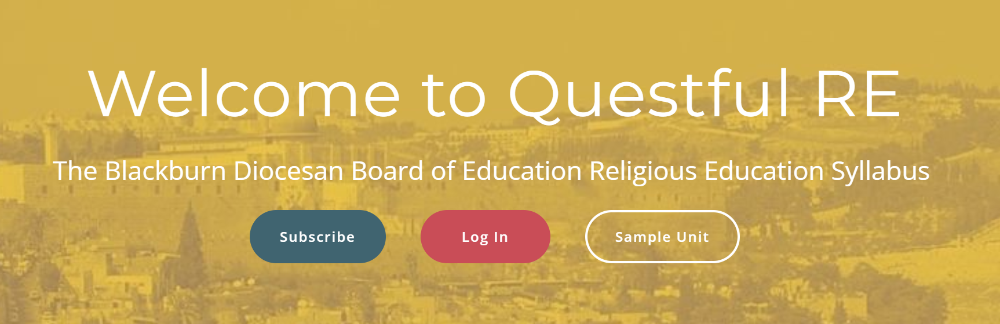 Welcome to Questful RE
The Blackburn Diocesan Board of Education Religious Education Syllabus
Subscribe
Log In
Sample Unit